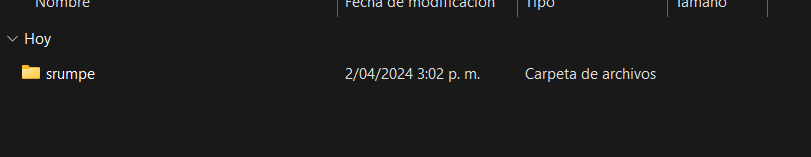 Nombre Fecha de modificación Tipo Tamaño
Hoy
srumpe 2/04/2024 3:02 p. m. Carpeta de archivos